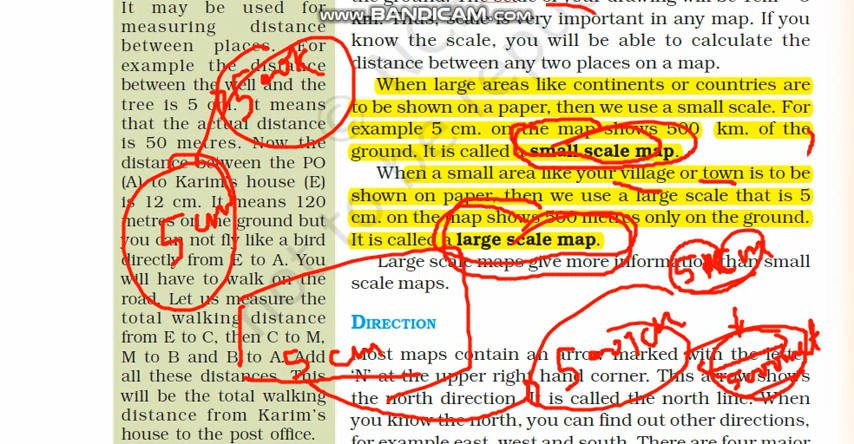 It may be used for
measuring distance
between places. For
example the distance
between the well and the
tree is 5 cm. It means
that the actual distance
is 50 metres. Now the
distance between the PO
(A) to Karim's house (E)
is 12 cm. It means 120
metres on the ground but
you can not fly like a bird
directly from E to A. You
will have to walk on the
road. Let us measure the
total walking distance
from E to C, then C to M,
M to B and B to A. Add
all these distances. This
will be the total walking
distance from Karim's
house to the post office.
www.BANDICAM.com
the ground. The scale of your drawing will be 1cm
km. Thus, scale is very important in any map. If you
know the scale, you will be able to calculate the
distance between any two places on a map.
When large areas like continents or countries are
to be shown on a paper, then we use a small scale. For
example 5 cm. on the map shows 500 km. of the
ground. It is called a small scale map.
When a small area like your village or town is to be
shown on paper, then we use a large scale that is 5
cm. on the map shows 500 metres only on the ground.
It is called a large scale map.
Large scale maps give more information than small
scale maps.
DIRECTION
Most maps contain an arrow marked with the letter
'N' at the upper right hand corner. This arrow shows
the north direction. It is called the north line. When
you know the north, you can find out other directions,
for example east, west and south. There are four major
5 cm
5 cm